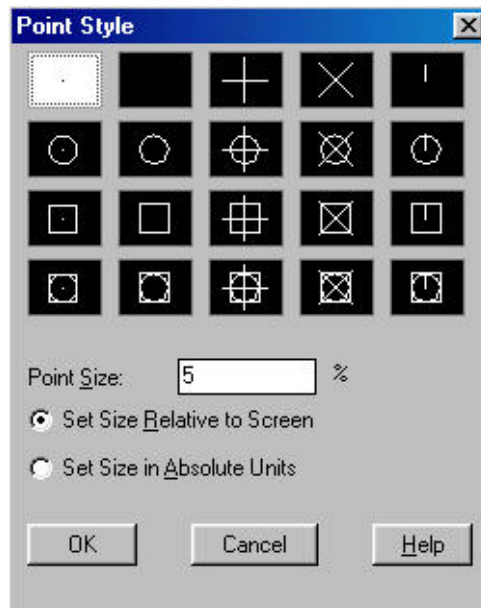 Point Style
Point Size: 5 %
Set Size Relative to Screen
Set Size in Absolute Units
OK Cancel Help